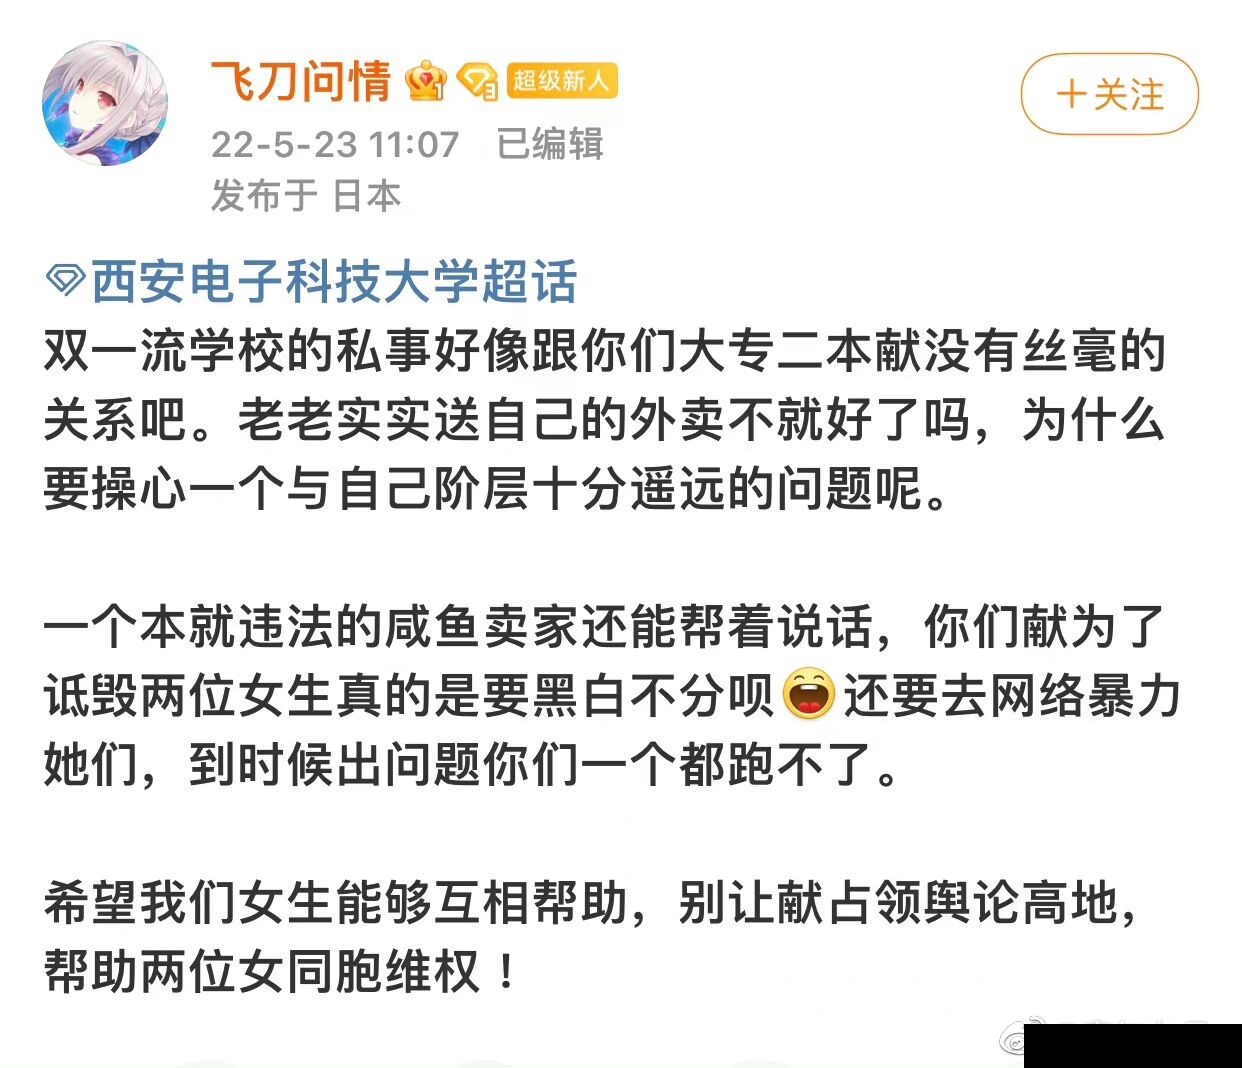 飞刀问情 1 3 超级新人
+关注
22-5-23 11:07 已编辑
发布于 日本
西安电子科技大学超话
双一流学校的私事好像跟你们大专二本献没有丝毫的
关系吧。老老实实送自己的外卖不就好了吗，为什么
要操心一个与自己阶层十分遥远的问题呢。
一个本就违法的咸鱼卖家还能帮着说话，你们献为了
诋毁两位女生真的是要黑白不分呗😄还要去网络暴力
她们，到时候出问题你们一个都跑不了。
希望我们女生能够互相帮助，别让献占领舆论高地，
帮助两位女同胞维权！